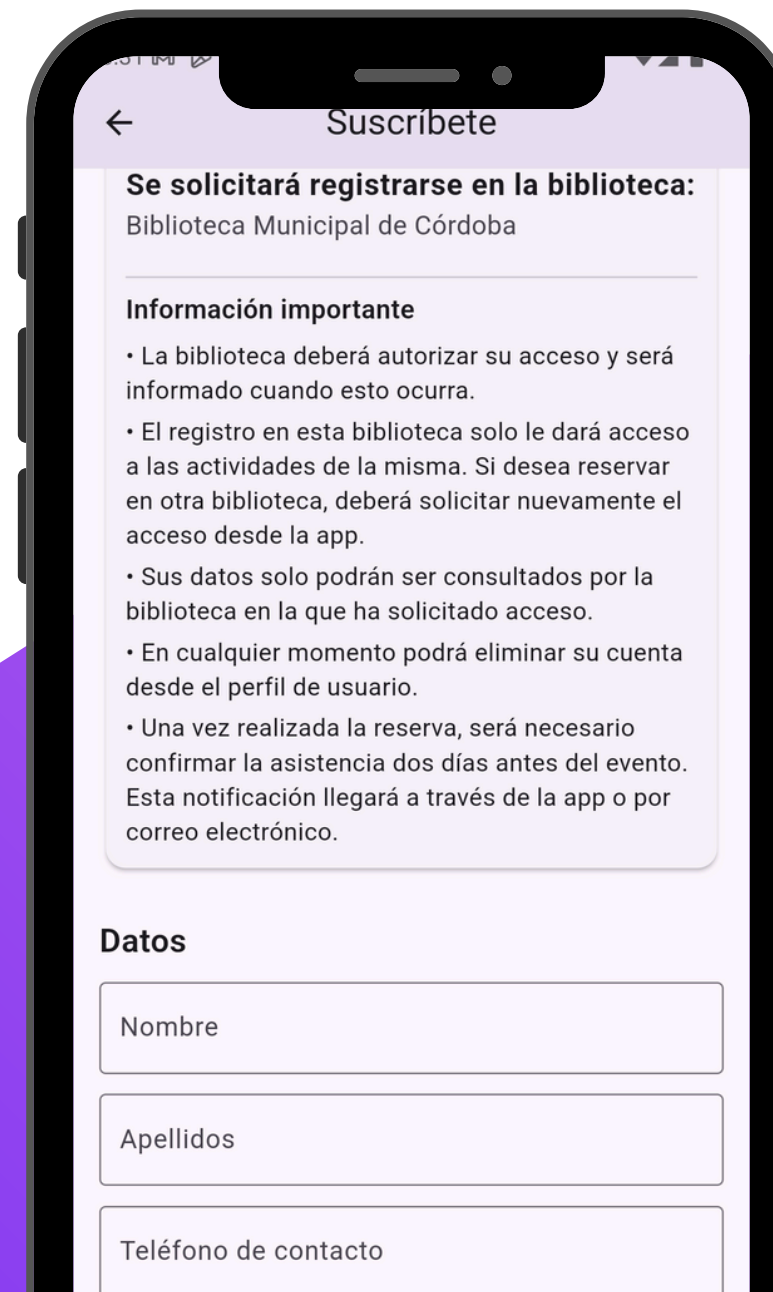 Suscríbete
Se solicitará registrarse en la biblioteca:
Biblioteca Municipal de Córdoba
Información importante
• La biblioteca deberá autorizar su acceso y será
informado cuando esto ocurra.
• El registro en esta biblioteca solo le dará acceso
a las actividades de la misma. Si desea reservar
en otra biblioteca, deberá solicitar nuevamente el
acceso desde la app.
• Sus datos solo podrán ser consultados por la
biblioteca en la que ha solicitado acceso.
• En cualquier momento podrá eliminar su cuenta
desde el perfil de usuario.
• Una vez realizada la reserva, será necesario
confirmar la asistencia dos días antes del evento.
Esta notificación llegará a través de la app o por
correo electrónico.
Datos
Nombre
Apellidos
Teléfono de contacto